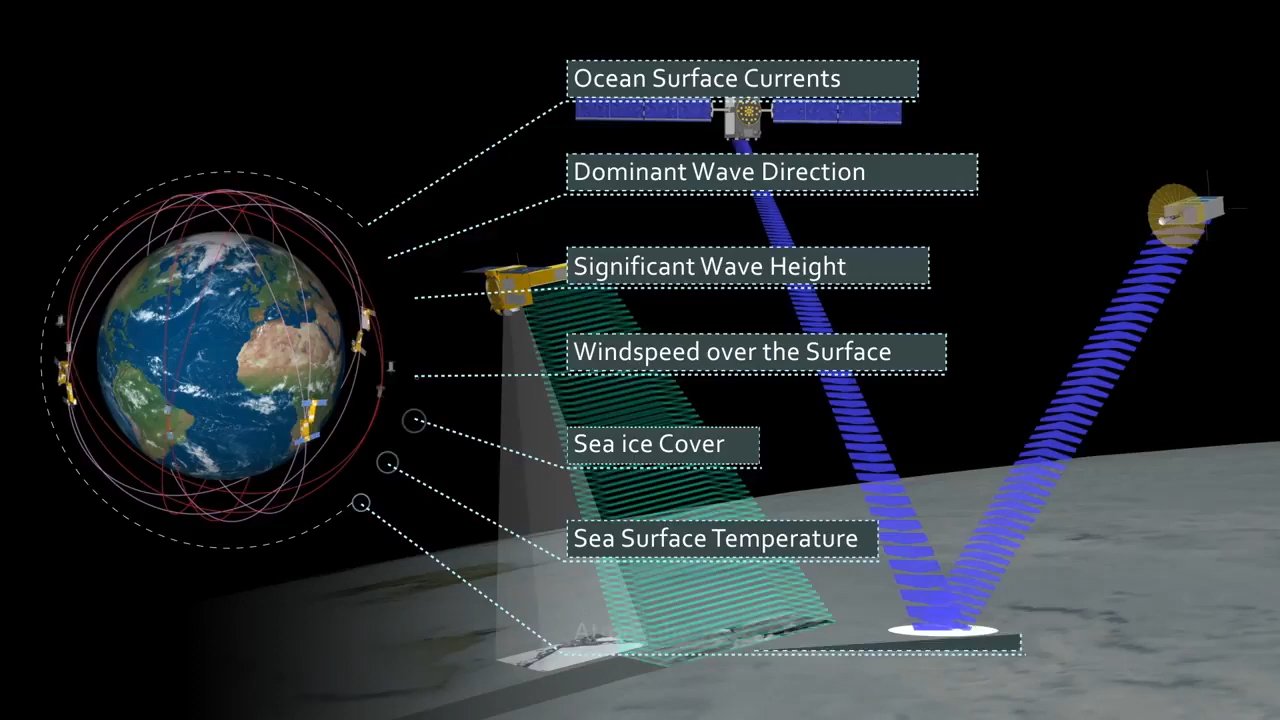 Ocean Surface Currents
Dominant Wave Direction
Significant Wave Height
Windspeed over the Surface
Sea ice Cover
Sea Surface Temperature